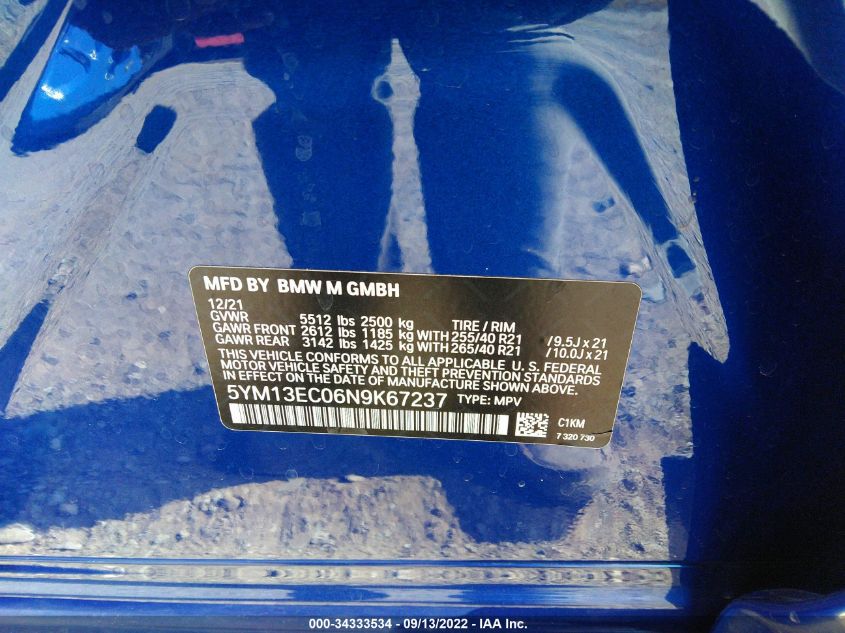 MFD BY BMW M GMBH
12/21
GVWR 5512 lbs 2500 kg TIRE / RIM
GAWR FRONT 2612 lbs 1185 kg WITH 255/40 R21 / 9.5J x 21
GAWR REAR 3142 lbs 1425 kg WITH 265/40 R21 / 10.0J x 21
THIS VEHICLE CONFORMS TO ALL APPLICABLE U.S. FEDERAL
MOTOR VEHICLE SAFETY AND THEFT PREVENTION STANDARDS
IN EFFECT ON THE DATE OF MANUFACTURE SHOWN ABOVE.
5YM13EC06N9K67237 TYPE: MPV
C1KM
7 320 730
000-34333534 - 09/13/2022 - IAA Inc.